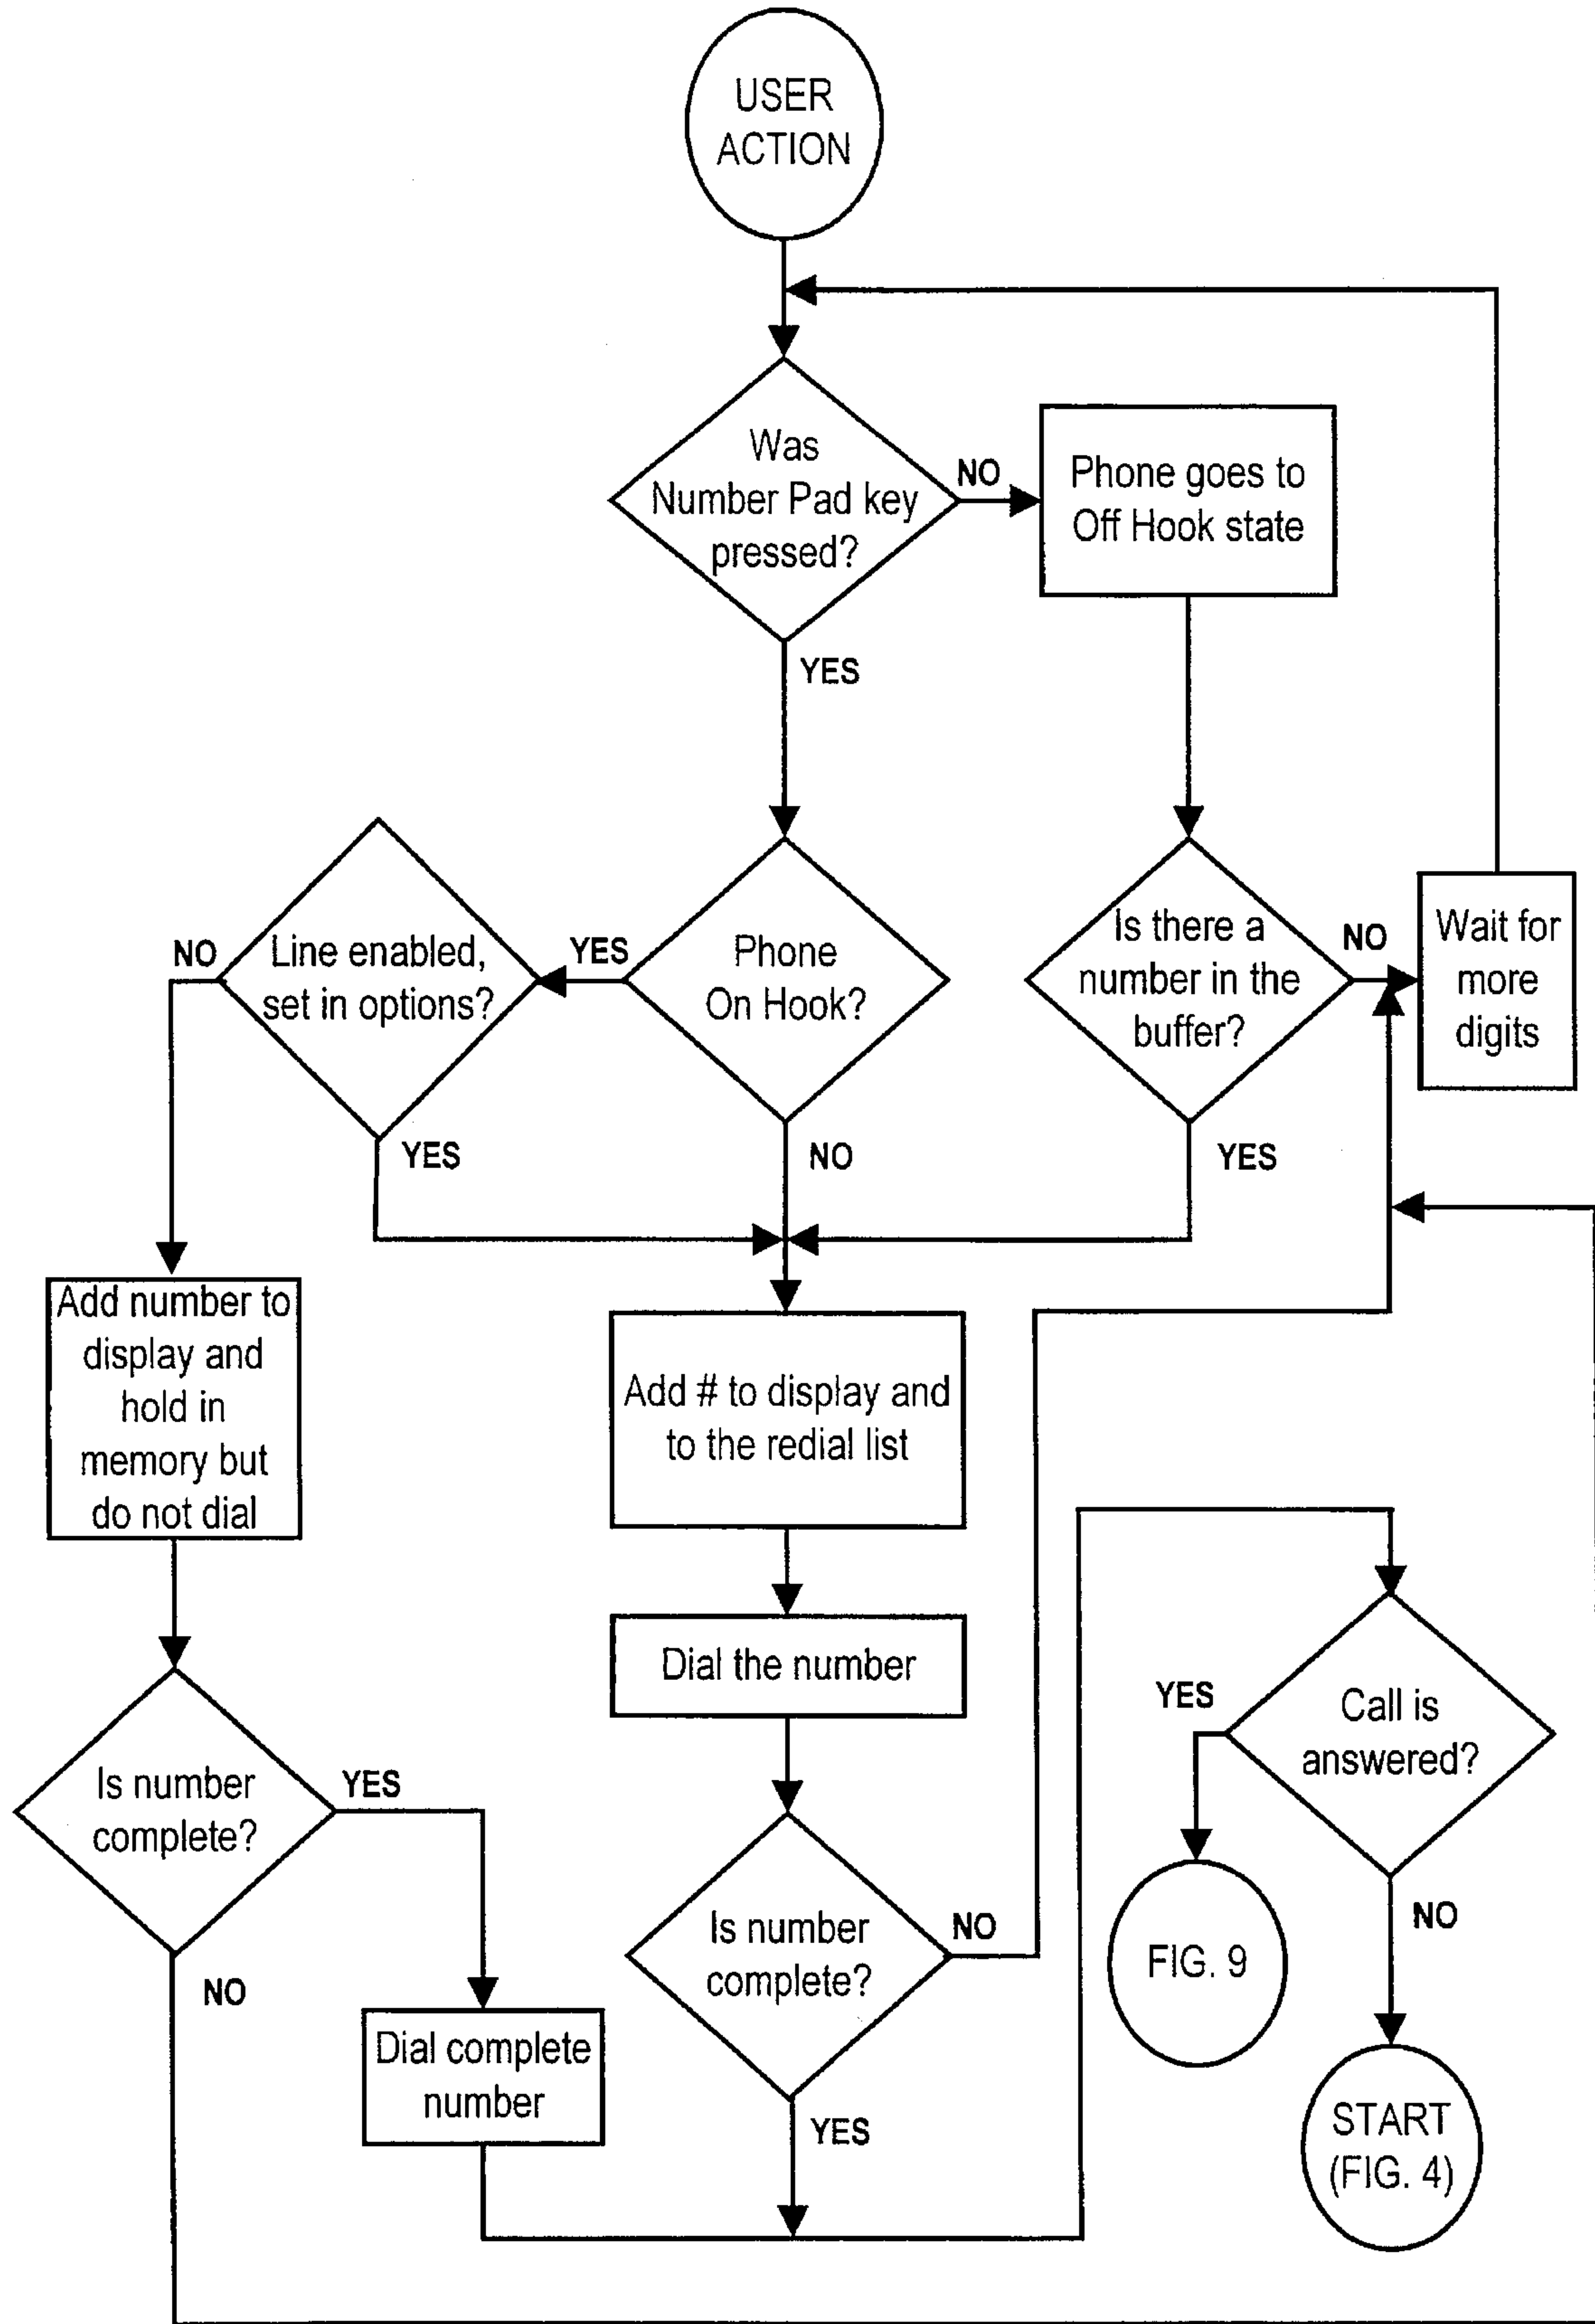 USER
ACTION
Was
Number Pad key
pressed?
NO
Phone goes to
Off Hook state
YES
NO
Line enabled,
set in options?
YES
Phone
On Hook?
Is there a
number in the
buffer?
NO
Wait for
more
digits
YES
NO
YES
Add number to
display and
hold in
memory but
do not dial
Add # to display and
to the redial list
Dial the number
YES
Call is
answered?
Is number
complete?
YES
Is number
complete?
NO
NO
FIG. 9
NO
Dial complete
number
YES
START
(FIG. 4)